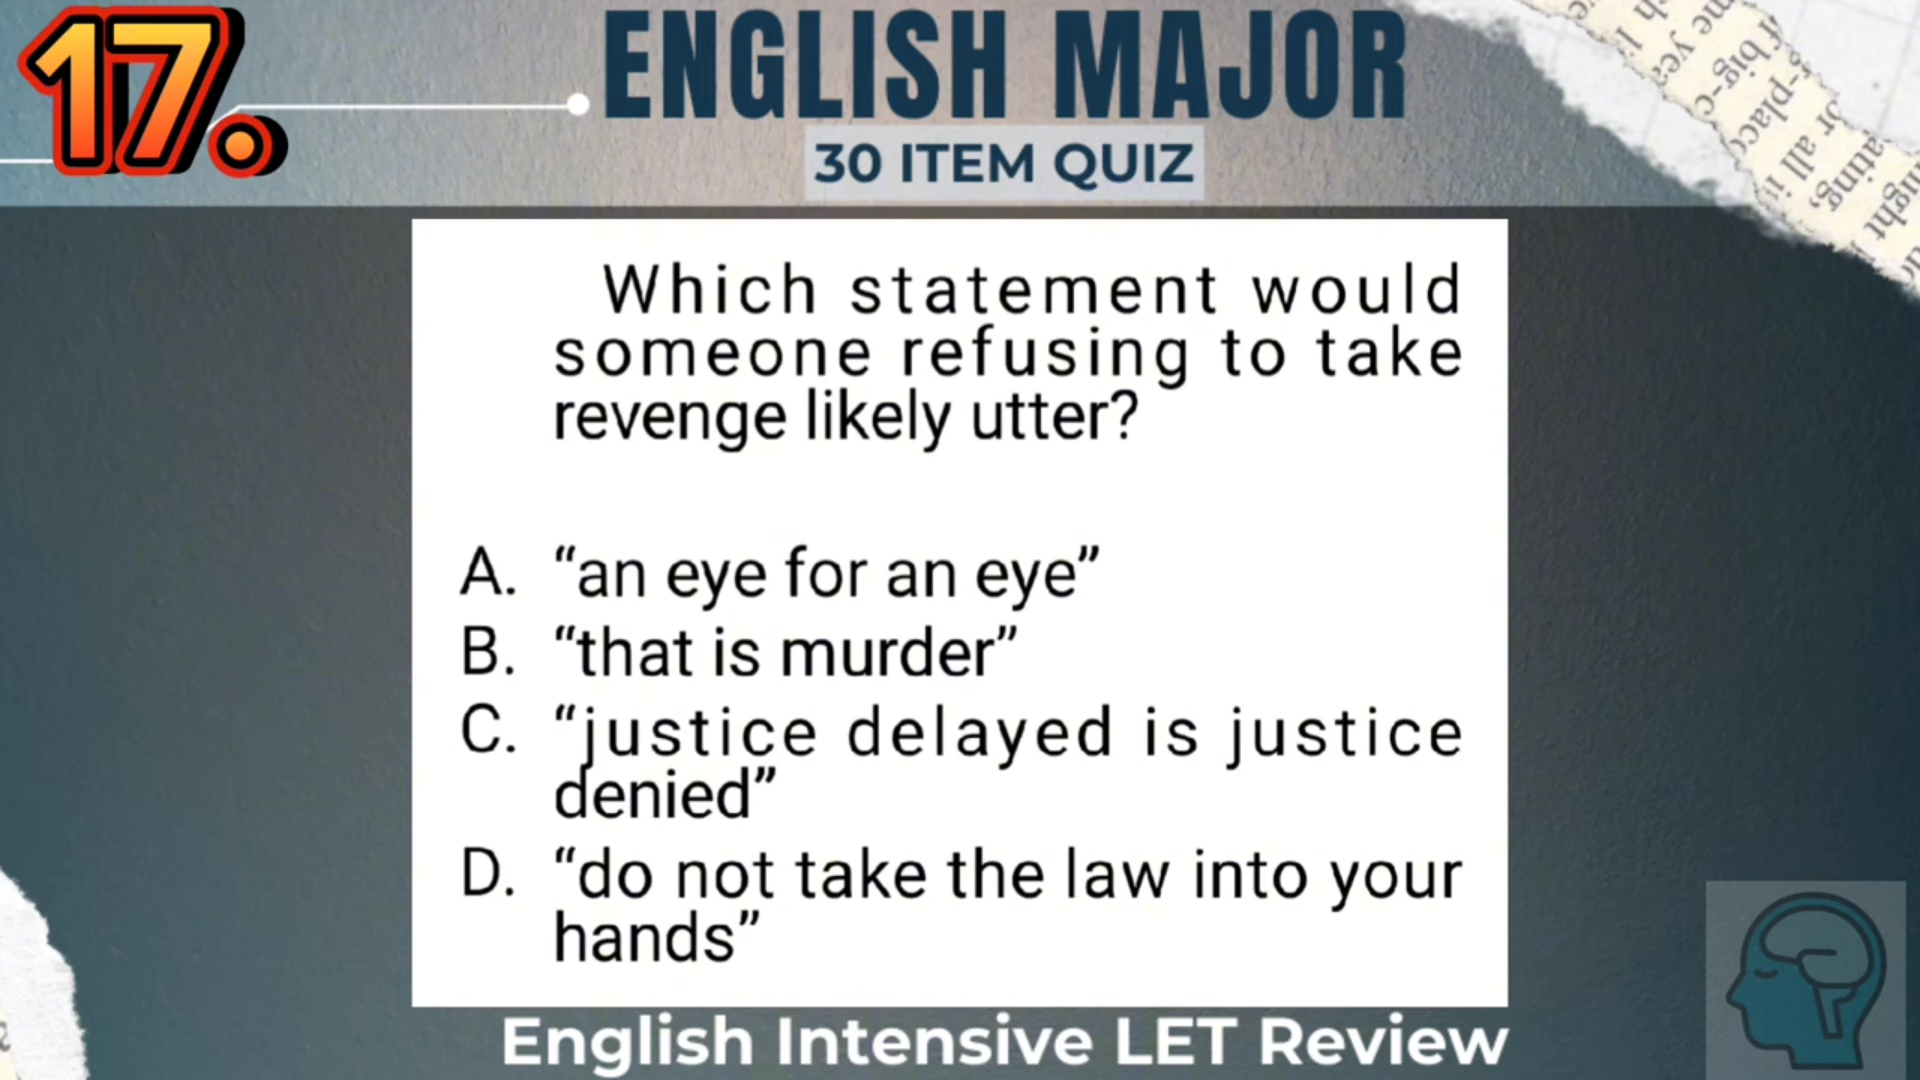 17.
ENGLISH MAJOR
30 ITEM QUIZ
Which statement would
someone refusing to take
revenge likely utter?
A. “an eye for an eye”
B. “that is murder”
C. “justice delayed is justice
denied”
D. “do not take the law into your
hands”
English Intensive LET Review